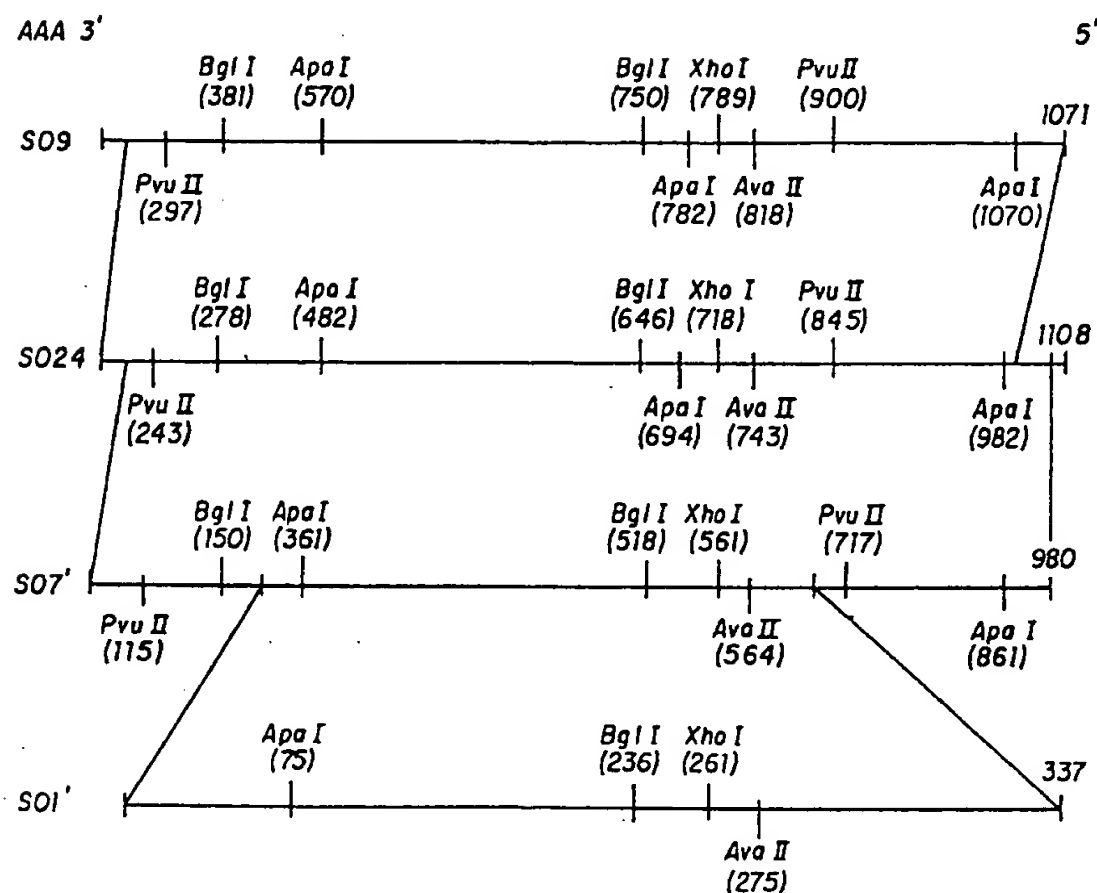 AAA 3' 5'
Bgl I Apa I Bgl I Xho I Pvu II
(381) (570) (750) (789) (900)
1071
SO9
Pvu II Apa I Ava II Apa I
(297) (782) (818) (1070)
Bgl I Apa I Bgl I Xho I Pvu II
(278) (482) (646) (718) (845)
1108
SO24
Pvu II Apa I Ava II Apa I
(243) (694) (743) (982)
Bgl I Apa I Bgl I Xho I Pvu II
(150) (361) (518) (561) (717)
980
SO7'
Pvu II Ava II Apa I
(115) (564) (861)
Apa I Bgl I Xho I
(75) (236) (261)
337
SO1'
Ava II
(275)